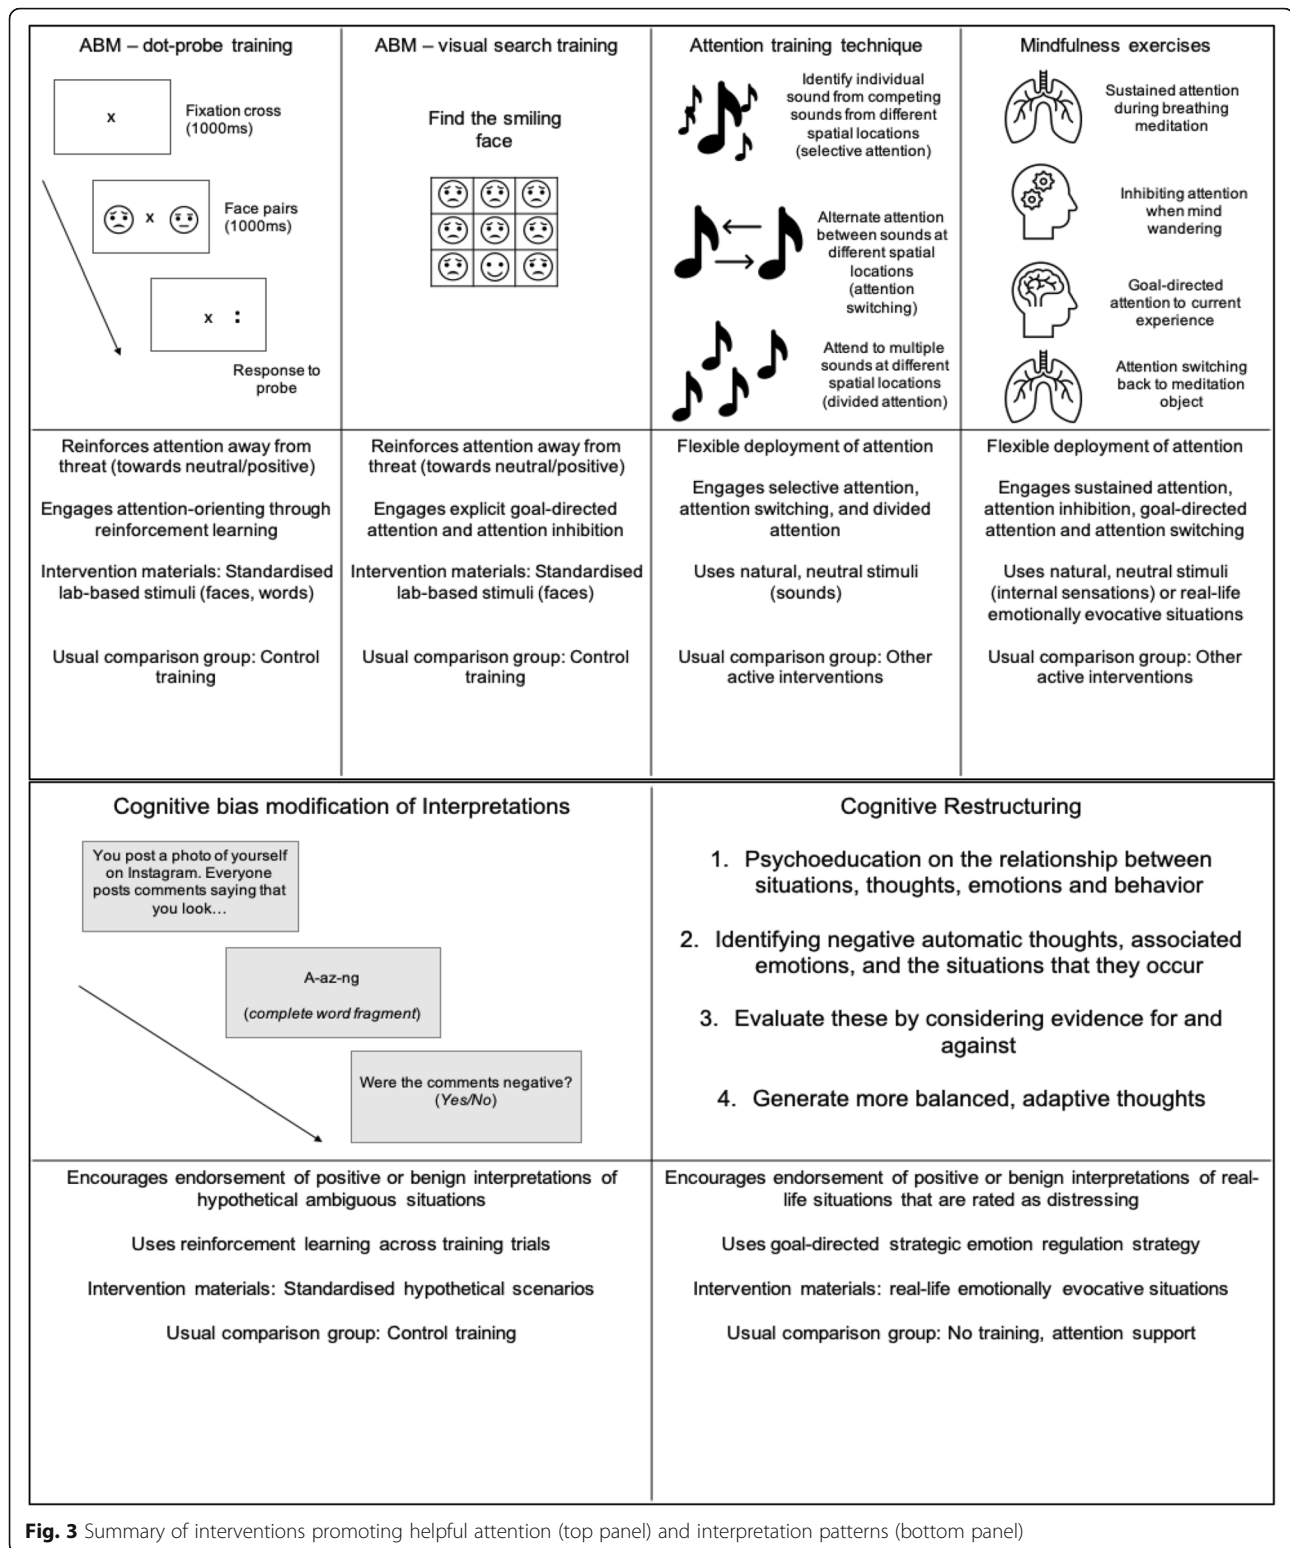 ABM – dot-probe training
x
Fixation cross
(1000ms)
x
Face pairs
(1000ms)
x :
Response to
probe
Reinforces attention away from
threat (towards neutral/positive)
Engages attention-orienting through
reinforcement learning
Intervention materials: Standardised
lab-based stimuli (faces, words)
Usual comparison group: Control
training
ABM – visual search training
Find the smiling
face
Reinforces attention away from
threat (towards neutral/positive)
Engages explicit goal-directed
attention and attention inhibition
Intervention materials: Standardised
lab-based stimuli (faces)
Usual comparison group: Control
training
Attention training technique
Identify individual
sound from competing
sounds from different
spatial locations
(selective attention)
Alternate attention
between sounds at
different spatial
locations
(attention
switching)
Attend to multiple
sounds at different
spatial locations
(divided attention)
Flexible deployment of attention
Engages selective attention,
attention switching, and divided
attention
Uses natural, neutral stimuli
(sounds)
Usual comparison group: Other
active interventions
Mindfulness exercises
Sustained attention
during breathing
meditation
Inhibiting attention
when mind
wandering
Goal-directed
attention to current
experience
Attention switching
back to meditation
object
Flexible deployment of attention
Engages sustained attention,
attention inhibition, goal-directed
attention and attention switching
Uses natural, neutral stimuli
(internal sensations) or real-life
emotionally evocative situations
Usual comparison group: Other
active interventions
Cognitive bias modification of Interpretations
You post a photo of yourself
on Instagram. Everyone
posts comments saying that
you look…
A-az-ng
(complete word fragment)
Were the comments negative?
(Yes/No)
Encourages endorsement of positive or benign interpretations of
hypothetical ambiguous situations
Uses reinforcement learning across training trials
Intervention materials: Standardised hypothetical scenarios
Usual comparison group: Control training
Cognitive Restructuring
1. Psychoeducation on the relationship between
situations, thoughts, emotions and behavior
2. Identifying negative automatic thoughts, associated
emotions, and the situations that they occur
3. Evaluate these by considering evidence for and
against
4. Generate more balanced, adaptive thoughts
Encourages endorsement of positive or benign interpretations of real-
life situations that are rated as distressing
Uses goal-directed strategic emotion regulation strategy
Intervention materials: real-life emotionally evocative situations
Usual comparison group: No training, attention support
Fig. 3 Summary of interventions promoting helpful attention (top panel) and interpretation patterns (bottom panel)